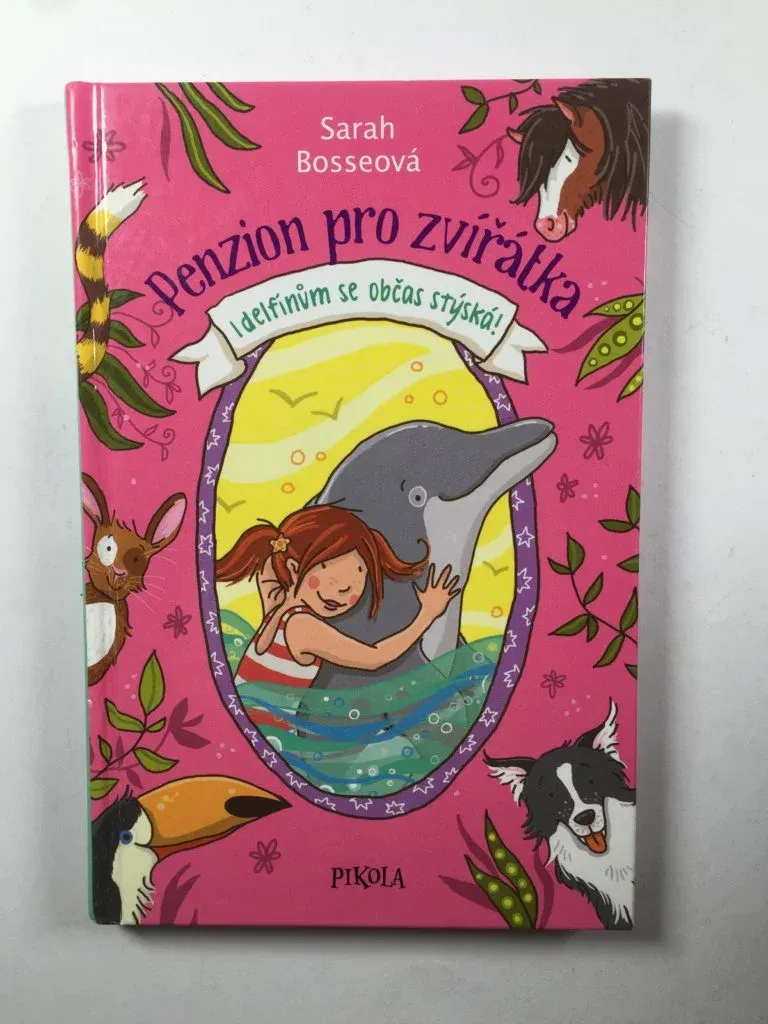 Sarah
Bosseová
Penzion pro zvířátka
I delfínům se občas stýská!
PIKOLA